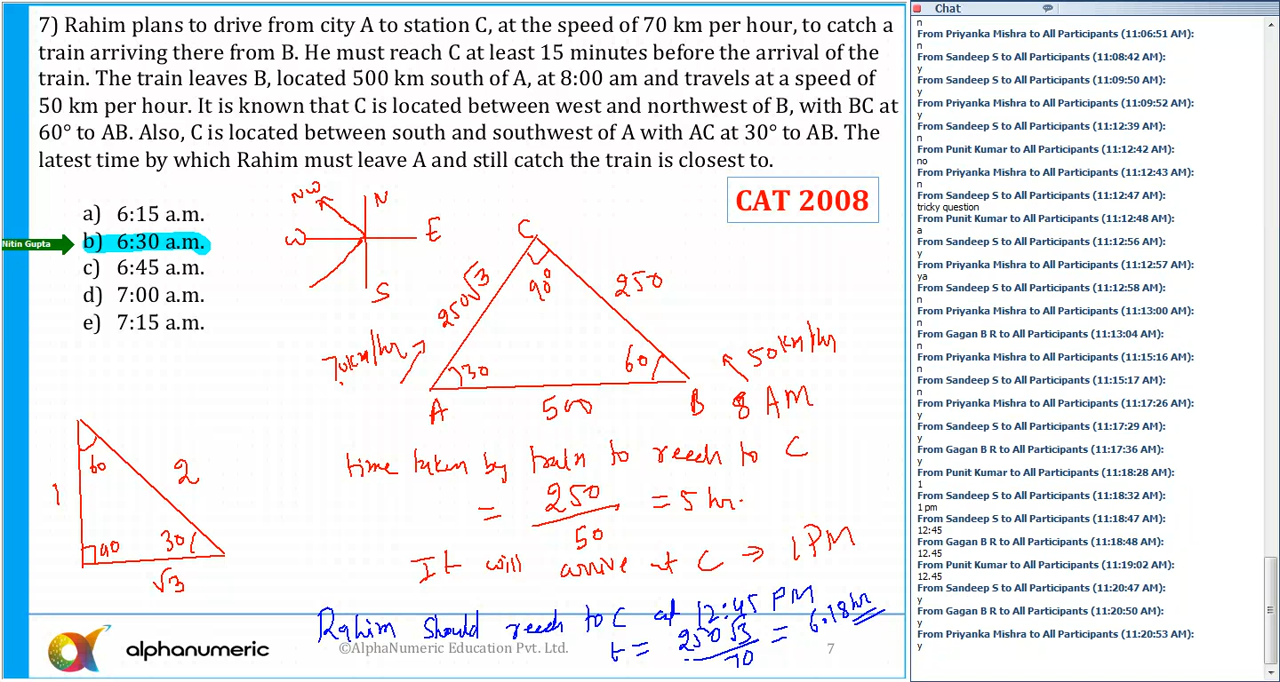 7) Rahim plans to drive from city A to station C, at the speed of 70 km per hour, to catch a
train arriving there from B. He must reach C at least 15 minutes before the arrival of the
train. The train leaves B, located 500 km south of A, at 8:00 am and travels at a speed of
50 km per hour. It is known that C is located between west and northwest of B, with BC at
60° to AB. Also, C is located between south and southwest of A with AC at 30° to AB. The
latest time by which Rahim must leave A and still catch the train is closest to.
CAT 2008
a) 6:15 a.m.
Nitin Gupta
b) 6:30 a.m.
c) 6:45 a.m.
d) 7:00 a.m.
e) 7:15 a.m.
NW
N
W
E
S
C
90°
250√3
250
70km/hr
30
60
50km/hr
A
500
B
8 AM
60
1
2
90
30
√3
time taken by train to reech to C
= 250
50
= 5 hr.
It will arrive at C → 1PM
Rahim should reech to C at 12:45 PM
t = 250√3
70
= 6.18hr
alphanumeric
©AlphaNumeric Education Pvt. Ltd.
7
Chat
n
From Priyanka Mishra to All Participants (11:06:51 AM):
n
From Sandeep S to All Participants (11:08:42 AM):
y
From Sandeep S to All Participants (11:09:50 AM):
y
From Priyanka Mishra to All Participants (11:09:52 AM):
y
From Sandeep S to All Participants (11:12:39 AM):
n
From Punit Kumar to All Participants (11:12:42 AM):
no
From Priyanka Mishra to All Participants (11:12:43 AM):
n
From Sandeep S to All Participants (11:12:47 AM):
tricky question
From Punit Kumar to All Participants (11:12:48 AM):
a
From Sandeep S to All Participants (11:12:56 AM):
y
From Priyanka Mishra to All Participants (11:12:57 AM):
ya
From Sandeep S to All Participants (11:12:58 AM):
n
From Priyanka Mishra to All Participants (11:13:00 AM):
n
From Gagan B R to All Participants (11:13:04 AM):
n
From Priyanka Mishra to All Participants (11:15:16 AM):
n
From Sandeep S to All Participants (11:15:17 AM):
n
From Priyanka Mishra to All Participants (11:17:26 AM):
y
From Sandeep S to All Participants (11:17:29 AM):
y
From Gagan B R to All Participants (11:17:36 AM):
y
From Punit Kumar to All Participants (11:18:28 AM):
1
From Sandeep S to All Participants (11:18:32 AM):
1 pm
From Sandeep S to All Participants (11:18:47 AM):
12:45
From Gagan B R to All Participants (11:18:48 AM):
12.45
From Punit Kumar to All Participants (11:19:02 AM):
12.45
From Sandeep S to All Participants (11:20:47 AM):
y
From Gagan B R to All Participants (11:20:50 AM):
y
From Priyanka Mishra to All Participants (11:20:53 AM):
y